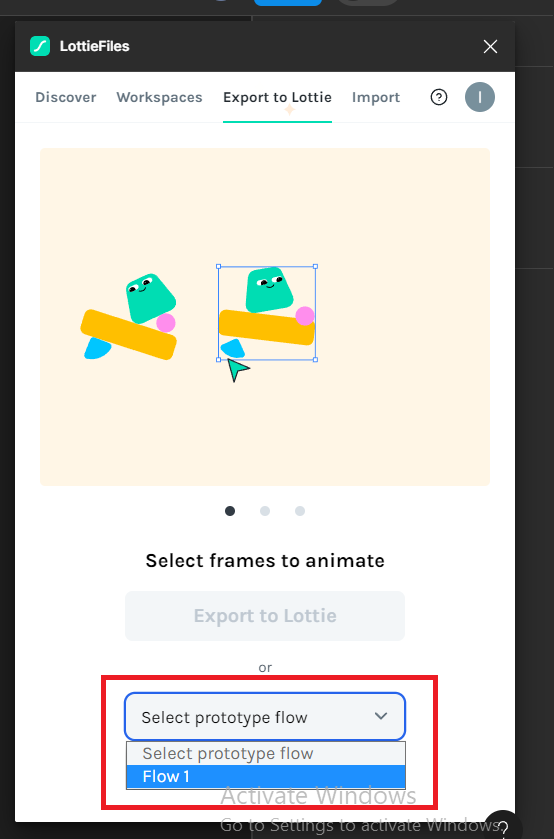 LottieFiles
Discover Workspaces Export to Lottie Import I
Select frames to animate
Export to Lottie
or
Select prototype flow
Select prototype flow
Flow 1
Activate Windows
Go to Settings to activate Windows.